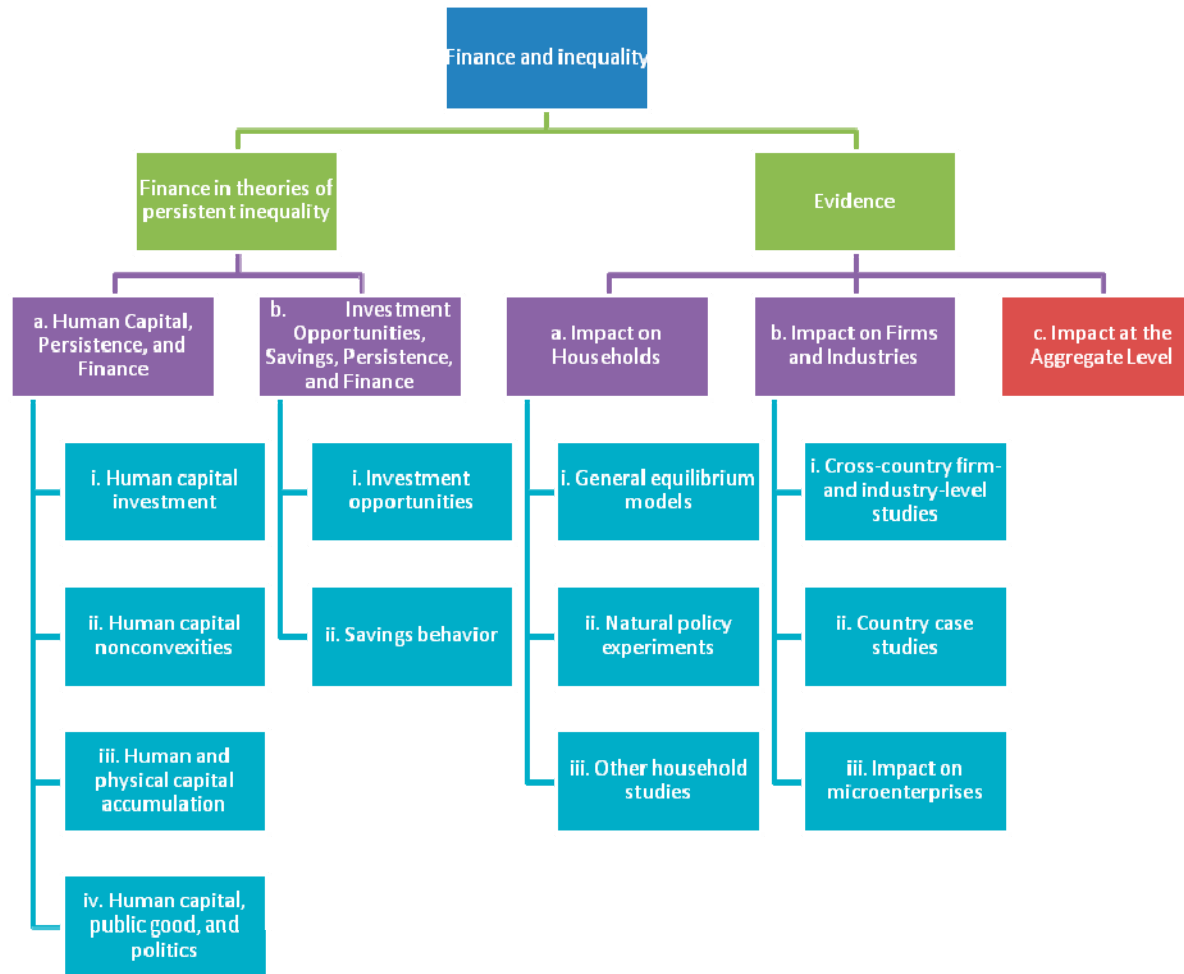 Finance and inequality
Finance in theories of
persistent inequality
Evidence
a. Human Capital,
Persistence, and
Finance
b. Investment
Opportunities,
Savings, Persistence,
and Finance
a. Impact on
Households
b. Impact on Firms
and Industries
c. Impact at the
Aggregate Level
i. Human capital
investment
ii. Human capital
nonconvexities
iii. Human and
physical capital
accumulation
iv. Human capital,
public good, and
politics
i. Investment
opportunities
ii. Savings behavior
i. General equilibrium
models
ii. Natural policy
experiments
iii. Other household
studies
i. Cross-country firm-
and industry-level
studies
ii. Country case
studies
iii. Impact on
microenterprises